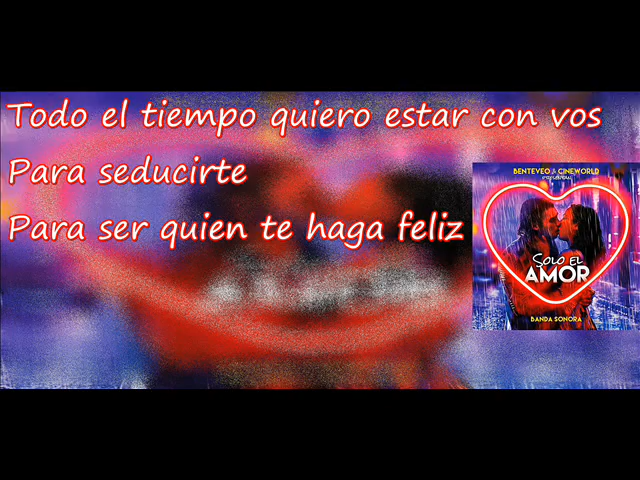 Todo el tiempo quiero estar con vos
Para seducirte
Para ser quien te haga feliz
BENTEVEO & CINEWORLD
SOLO EL
AMOR
BANDA SONORA